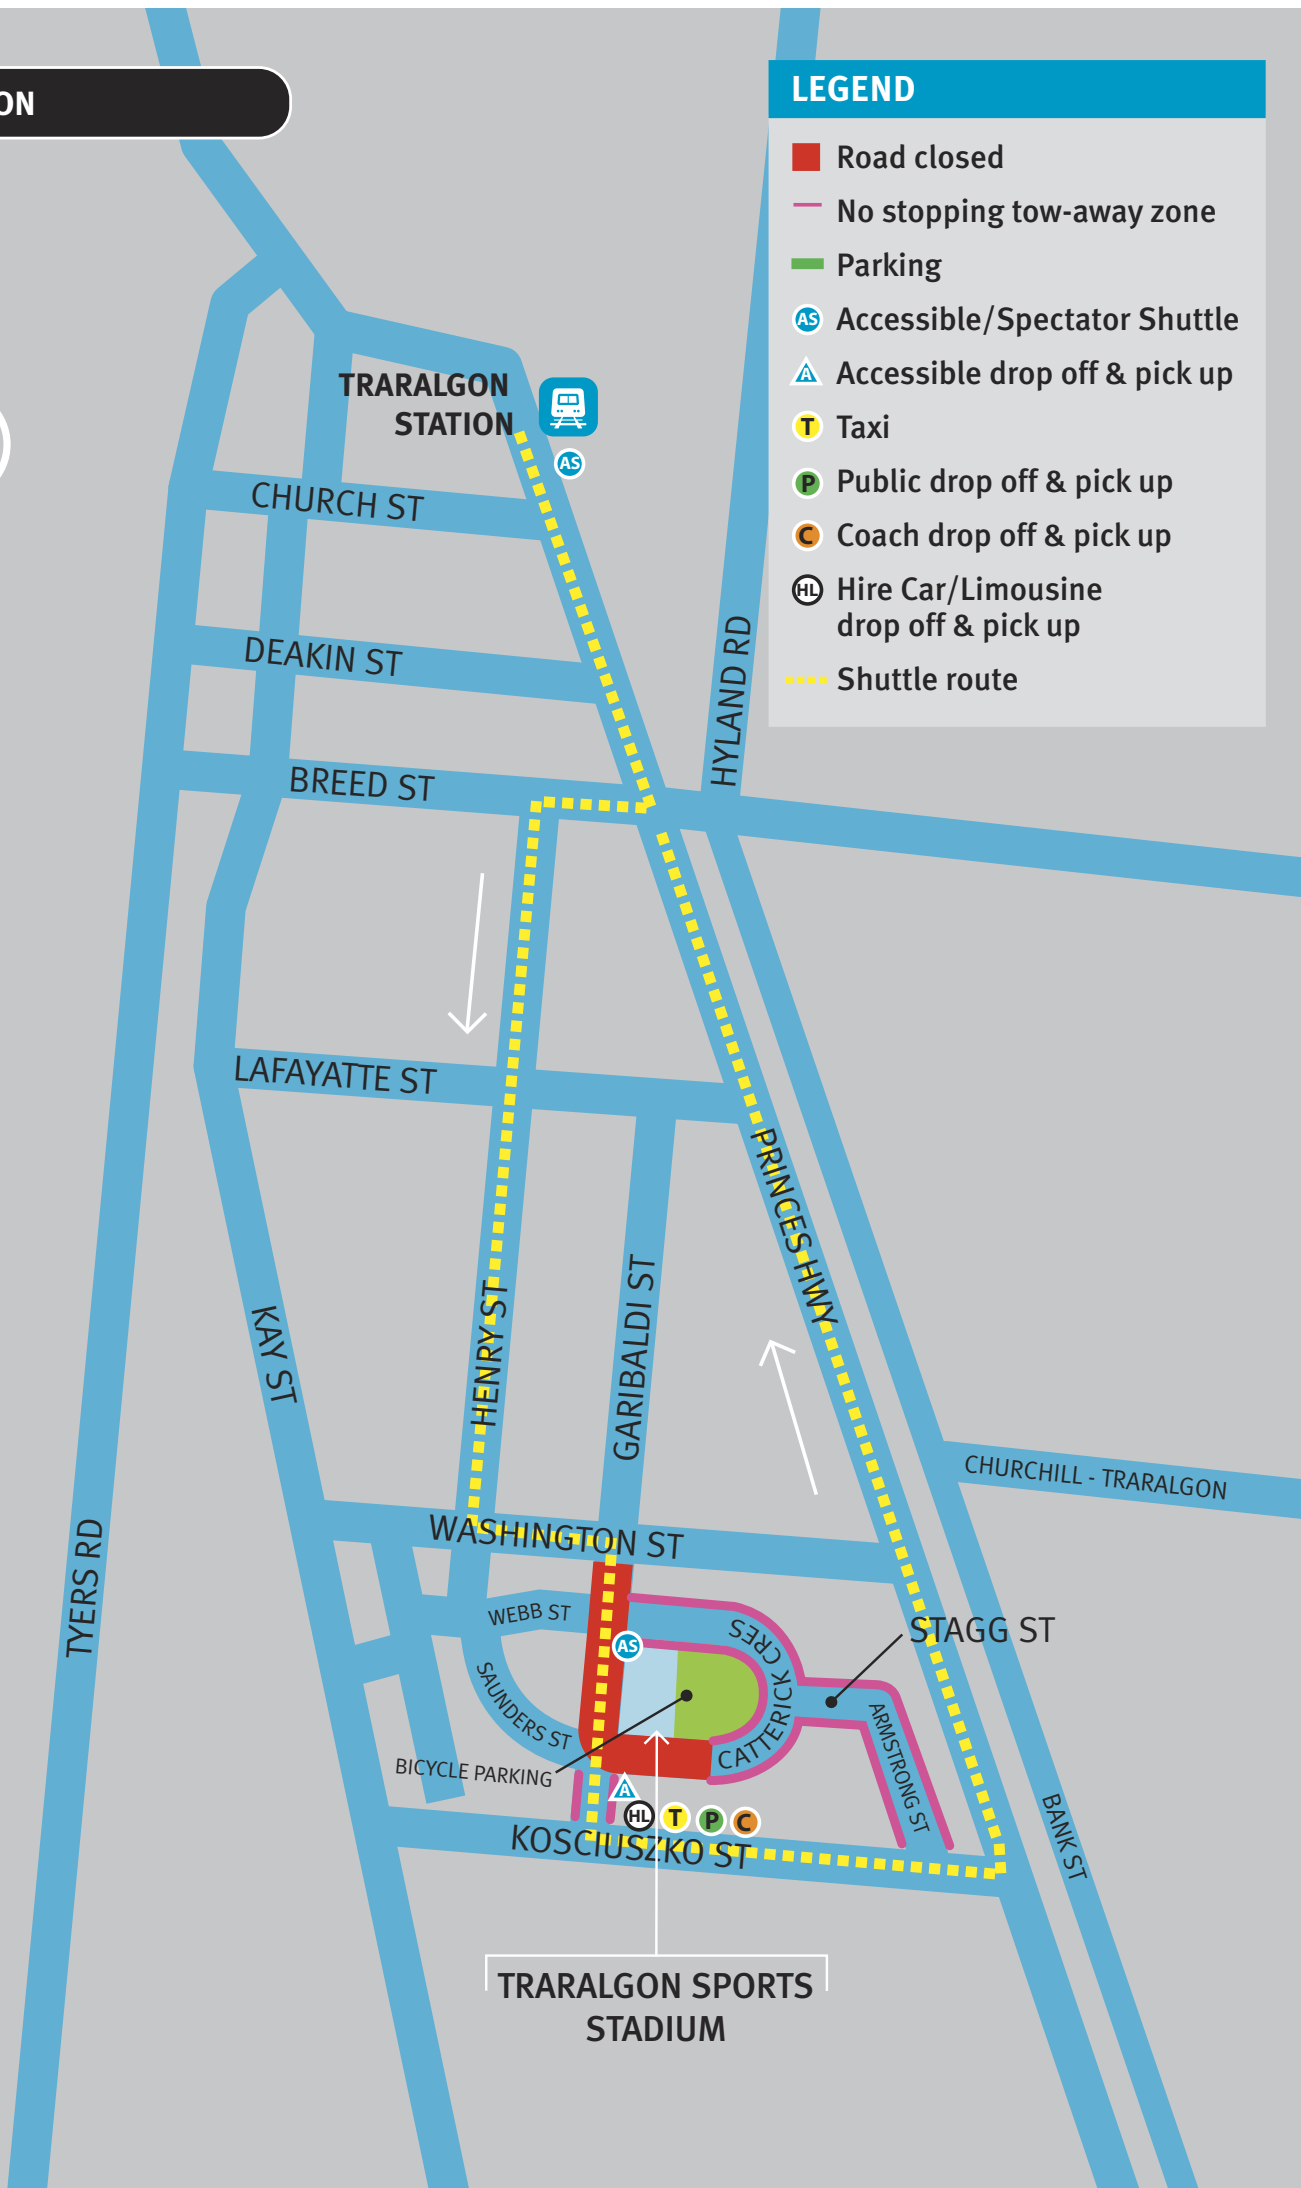 ON
LEGEND
Road closed
No stopping tow-away zone
Parking
AS Accessible/Spectator Shuttle
A Accessible drop off & pick up
T Taxi
P Public drop off & pick up
C Coach drop off & pick up
HL Hire Car/Limousine
drop off & pick up
Shuttle route
TRARALGON
STATION
AS
CHURCH ST
DEAKIN ST
HYLAND RD
BREED ST
LAFAYATTE ST
PRINCES HWY
HENRY ST
GARIBALDI ST
KAY ST
CHURCHILL - TRARALGON
WASHINGTON ST
TYERS RD
WEBB ST
CATTERICK CRES
STAGG ST
AS
SAUNDERS ST
ARMSTRONG ST
BICYCLE PARKING
A
HL
T
P
C
BANK ST
KOSCIUSZKO ST
TRARALGON SPORTS
STADIUM